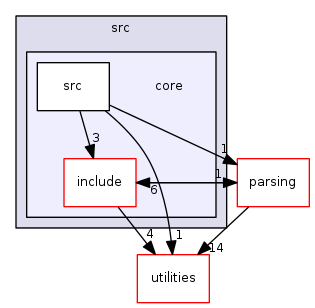 src
src
core
3
1
include
6
1
parsing
4
1
14
utilities